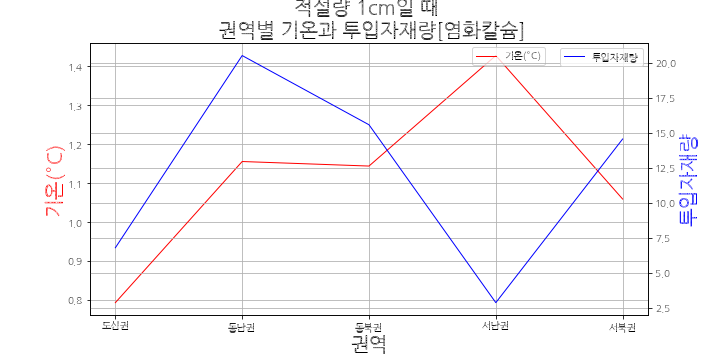 적설량 1cm일 때
권역별 기온과 투입자재량[염화칼슘]
기온(°C)
투입자재량
1,4
1,3
1,2
1,1
1,0
0,9
0,8
20,0
17,5
15,0
12,5
10,0
7,5
5,0
2,5
기온(°C)
투입자재량
도심권 동남권 동북권 서남권 서북권
권역